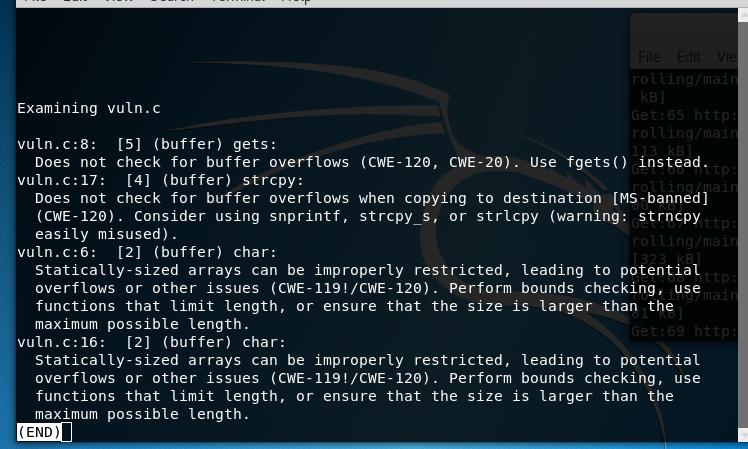 File Edit View Search Terminal Help
Examining vuln.c
vuln.c:8:  [5] (buffer) gets:
  Does not check for buffer overflows (CWE-120, CWE-20). Use fgets() instead.
vuln.c:17:  [4] (buffer) strcpy:
  Does not check for buffer overflows when copying to destination [MS-banned]
  (CWE-120). Consider using snprintf, strcpy_s, or strlcpy (warning: strncpy
  easily misused).
vuln.c:6:  [2] (buffer) char:
  Statically-sized arrays can be improperly restricted, leading to potential
  overflows or other issues (CWE-119!/CWE-120). Perform bounds checking, use
  functions that limit length, or ensure that the size is larger than the
  maximum possible length.
vuln.c:16:  [2] (buffer) char:
  Statically-sized arrays can be improperly restricted, leading to potential
  overflows or other issues (CWE-119!/CWE-120). Perform bounds checking, use
  functions that limit length, or ensure that the size is larger than the
  maximum possible length.
(END)
File Edit
rolling/main
kB]
Get:65 http:
rolling/main
113 kB]
Get:66 http:
rolling/main
kB]
Get:67 http:
rolling/main
[323 kB]
Get:68 http:
rolling/main
kB]
Get:69 http: